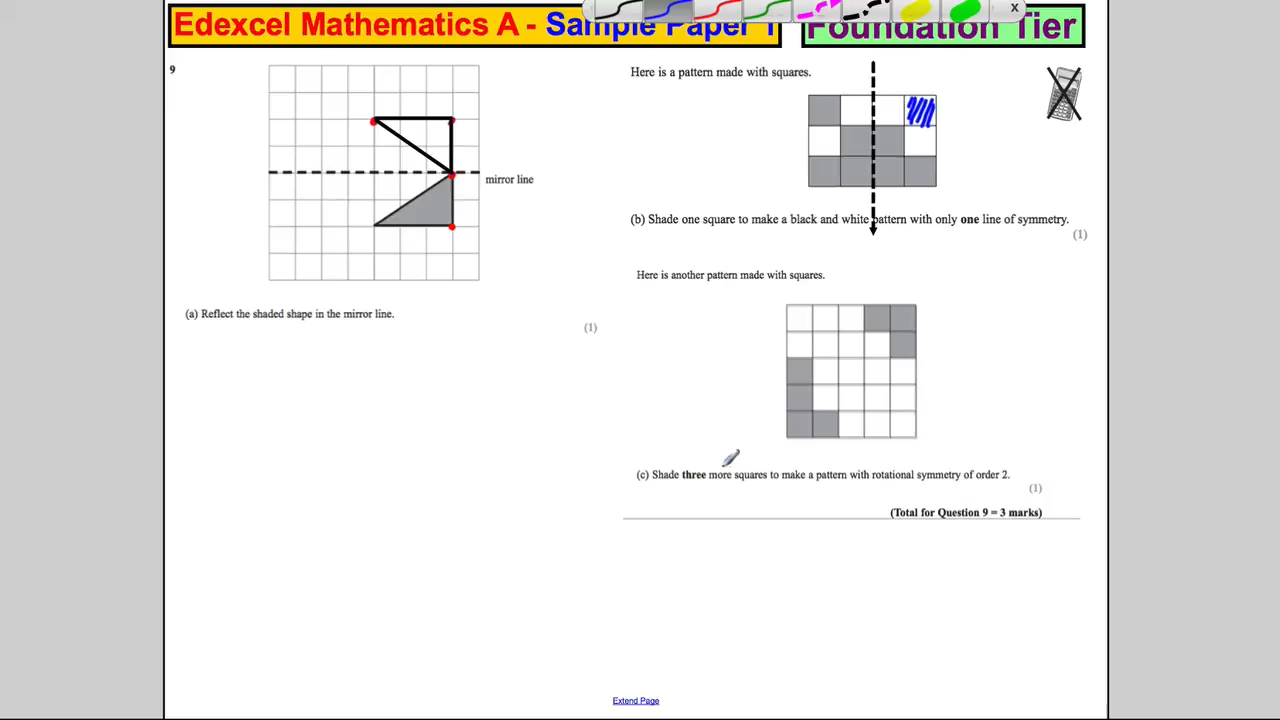 Edexcel Mathematics A - Sample Paper 1
Foundation Tier
X
9
mirror line
(a) Reflect the shaded shape in the mirror line.
(1)
Here is a pattern made with squares.
(b) Shade one square to make a black and white pattern with only one line of symmetry.
(1)
Here is another pattern made with squares.
(c) Shade three more squares to make a pattern with rotational symmetry of order 2.
(1)
(Total for Question 9 = 3 marks)
Extend Page